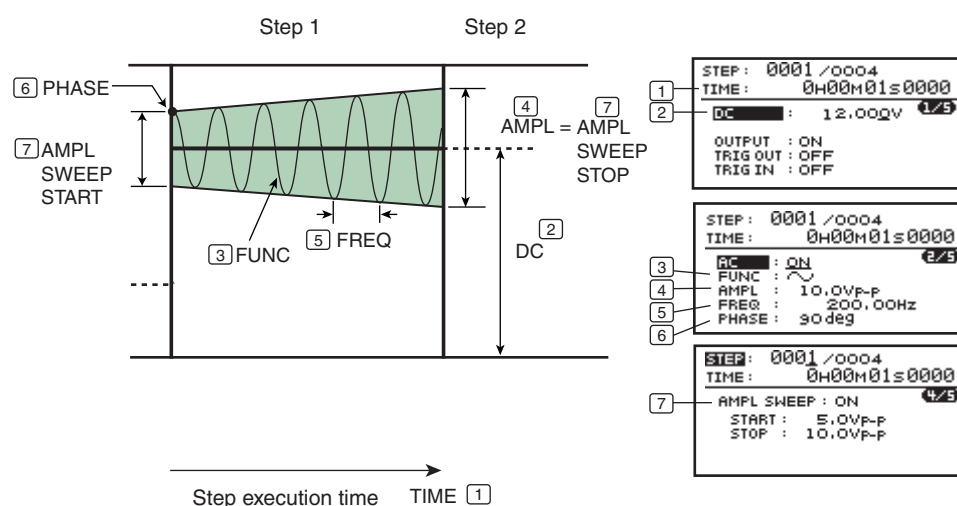 Step 1
Step 2
6 PHASE
7 AMPL
SWEEP
START
3 FUNC
5 FREQ
4 7
AMPL = AMPL
SWEEP
STOP
2
DC
Step execution time
TIME 1
STEP : 0001 /0004
1 TIME : 0H00M01S0000
2 DC : 12.000V 1/5
OUTPUT : ON
TRIG OUT : OFF
TRIG IN : OFF
STEP : 0001 /0004
TIME : 0H00M01S0000
AC : ON 2/5
3 FUNC :
4 AMPL : 10.0Vp-p
5 FREQ : 200.00Hz
6 PHASE : 90deg
STEP : 0001 /0004
TIME : 0H00M01S0000
7 AMPL SWEEP : ON 4/5
START : 5.0Vp-p
STOP : 10.0Vp-p